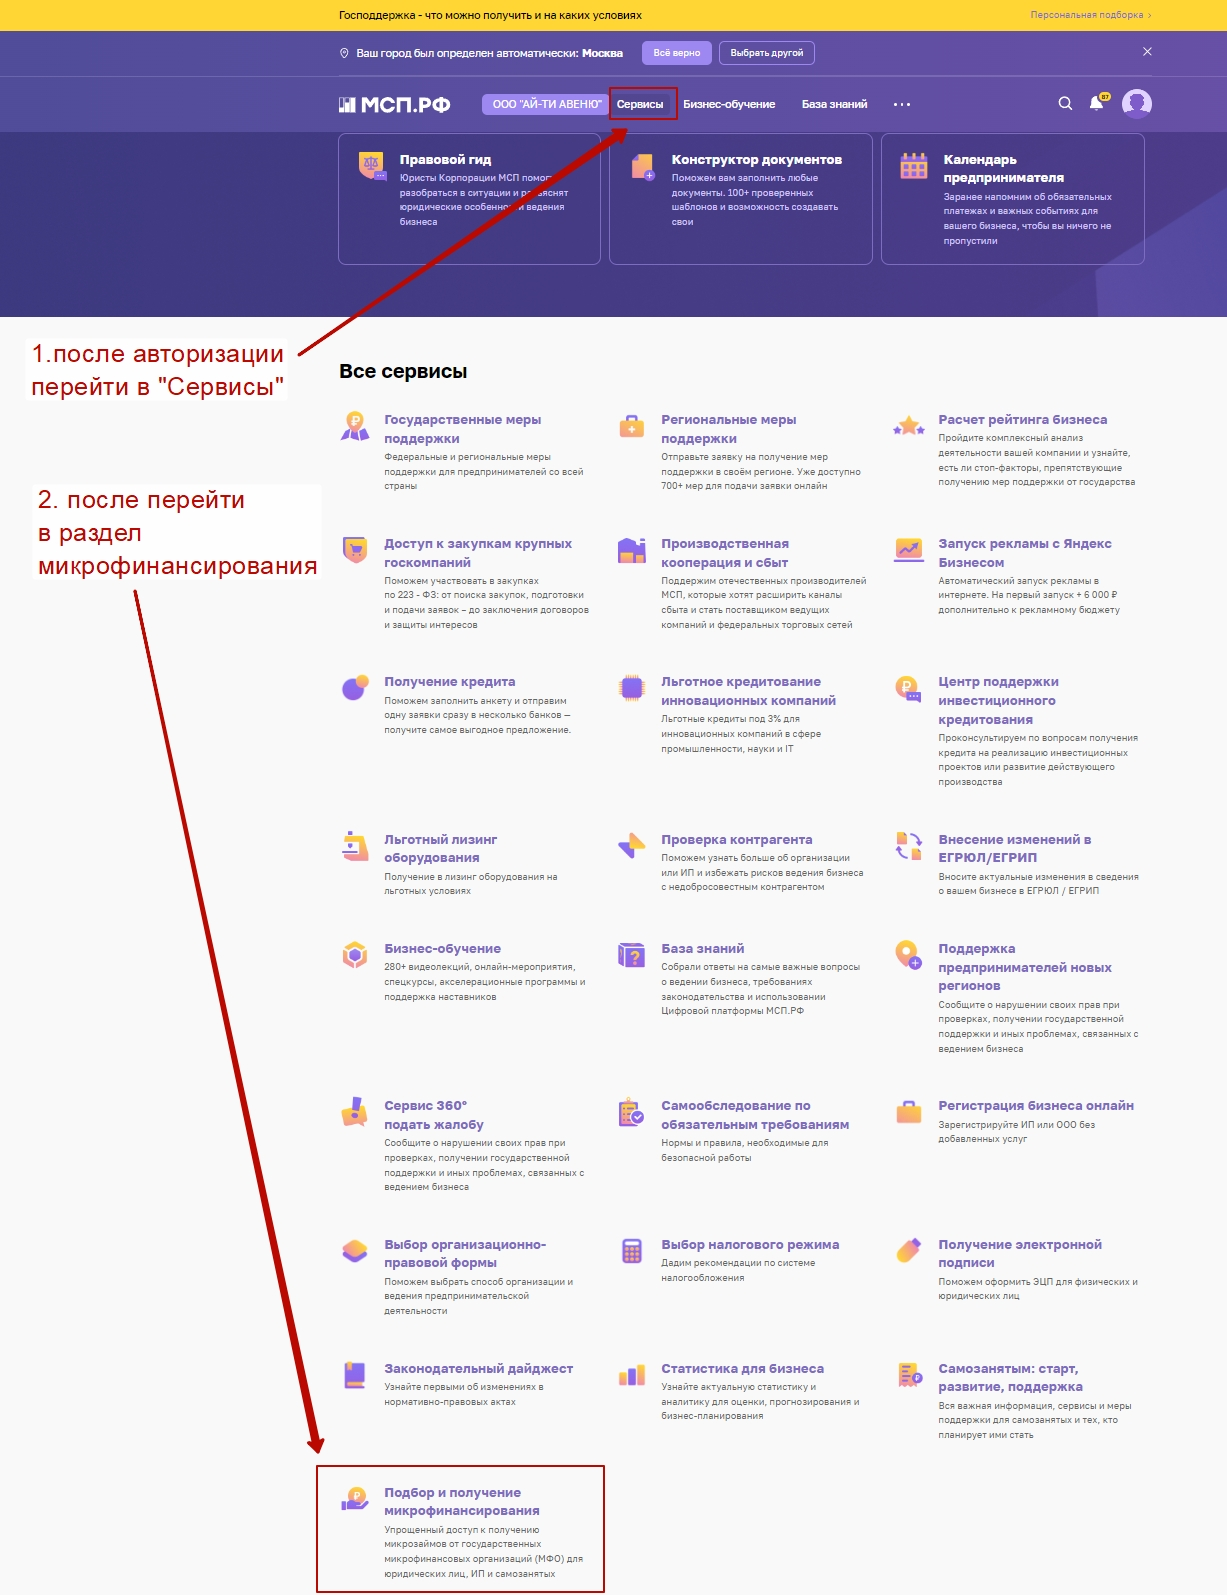 Господдержка - что можно получить и на каких условиях
Персональная подборка ›
Ваш город был определен автоматически: Москва
Всё верно
Выбрать другой
МСП.РФ
ООО "АЙ-ТИ АВЕНЮ"
Сервисы
Бизнес-обучение
База знаний
Правовой гид
Юристы Корпорации МСП помогут
разобраться в ситуации и разъяснят
юридические особенности ведения
бизнеса
Конструктор документов
Поможем вам заполнить любые
документы. 100+ проверенных
шаблонов и возможность создавать
свои
Календарь
предпринимателя
Заранее напомним об обязательных
платежах и важных событиях для
вашего бизнеса, чтобы вы ничего не
пропустили
1.после авторизации
перейти в "Сервисы"
2. после перейти
в раздел
микрофинансирования
Все сервисы
Государственные меры
поддержки
Федеральные и региональные меры
поддержки для предпринимателей со всей
страны
Региональные меры
поддержки
Отправьте заявку на получение мер
поддержки в своём регионе. Уже доступно
700+ мер для подачи заявки онлайн
Расчет рейтинга бизнеса
Пройдите комплексный анализ
деятельности вашей компании и узнайте,
есть ли стоп-факторы, препятствующие
получению мер поддержки от государства
Доступ к закупкам крупных
госкомпаний
Поможем участвовать в закупках
по 223 - ФЗ: от поиска закупок, подготовки
и подачи заявок – до заключения договоров
и защиты интересов
Производственная
кооперация и сбыт
Поддержим отечественных производителей
МСП, которые хотят расширить каналы
сбыта и стать поставщиком ведущих
компаний и федеральных торговых сетей
Запуск рекламы с Яндекс
Бизнесом
Автоматический запуск рекламы в
интернете. На первый запуск + 6 000 ₽
дополнительно к рекламному бюджету
Получение кредита
Поможем заполнить анкету и отправим
одну заявки сразу в несколько банков —
получите самое выгодное предложение.
Льготное кредитование
инновационных компаний
Льготные кредиты под 3% для
инновационных компаний в сфере
промышленности, науки и IT
Центр поддержки
инвестиционного
кредитования
Проконсультируем по вопросам получения
кредита на реализацию инвестиционных
проектов или развитие действующего
производства
Льготный лизинг
оборудования
Получение в лизинг оборудования на
льготных условиях
Проверка контрагента
Поможем узнать больше об организации
или ИП и избежать рисков ведения бизнеса
с недобросовестным контрагентом
Внесение изменений в
ЕГРЮЛ/ЕГРИП
Вносите актуальные изменения в сведения
о вашем бизнесе в ЕГРЮЛ / ЕГРИП
Бизнес-обучение
280+ видеолекций, онлайн-мероприятия,
спецкурсы, акселерационные программы и
поддержка наставников
База знаний
Собрали ответы на самые важные вопросы
о ведении бизнеса, требованиях
законодательства и использовании
Цифровой платформы МСП.РФ
Поддержка
предпринимателей новых
регионов
Сообщите о нарушении своих прав при
проверках, получении государственной
поддержки и иных проблемах, связанных с
ведением бизнеса
Сервис 360°
подать жалобу
Сообщите о нарушении своих прав при
проверках, получении государственной
поддержки и иных проблемах, связанных с
ведением бизнеса
Самообследование по
обязательным требованиям
Нормы и правила, необходимые для
безопасной работы
Регистрация бизнеса онлайн
Зарегистрируйте ИП или ООО без
добавленных услуг
Выбор организационно-
правовой формы
Поможем выбрать способ организации и
ведения предпринимательской
деятельности
Выбор налогового режима
Дадим рекомендации по системе
налогообложения
Получение электронной
подписи
Поможем оформить ЭЦП для физических и
юридических лиц
Законодательный дайджест
Узнайте первыми об изменениях в
нормативно-правовых актах
Статистика для бизнеса
Узнайте актуальную статистику и
аналитику для оценки, прогнозирования и
бизнес-планирования
Самозанятым: старт,
развитие, поддержка
Вся важная информация, сервисы и меры
поддержки для самозанятых и тех, кто
планирует ими стать
Подбор и получение
микрофинансирования
Упрощенный доступ к получению
микрозаймов от государственных
микрофинансовых организаций (МФО) для
юридических лиц, ИП и самозанятых